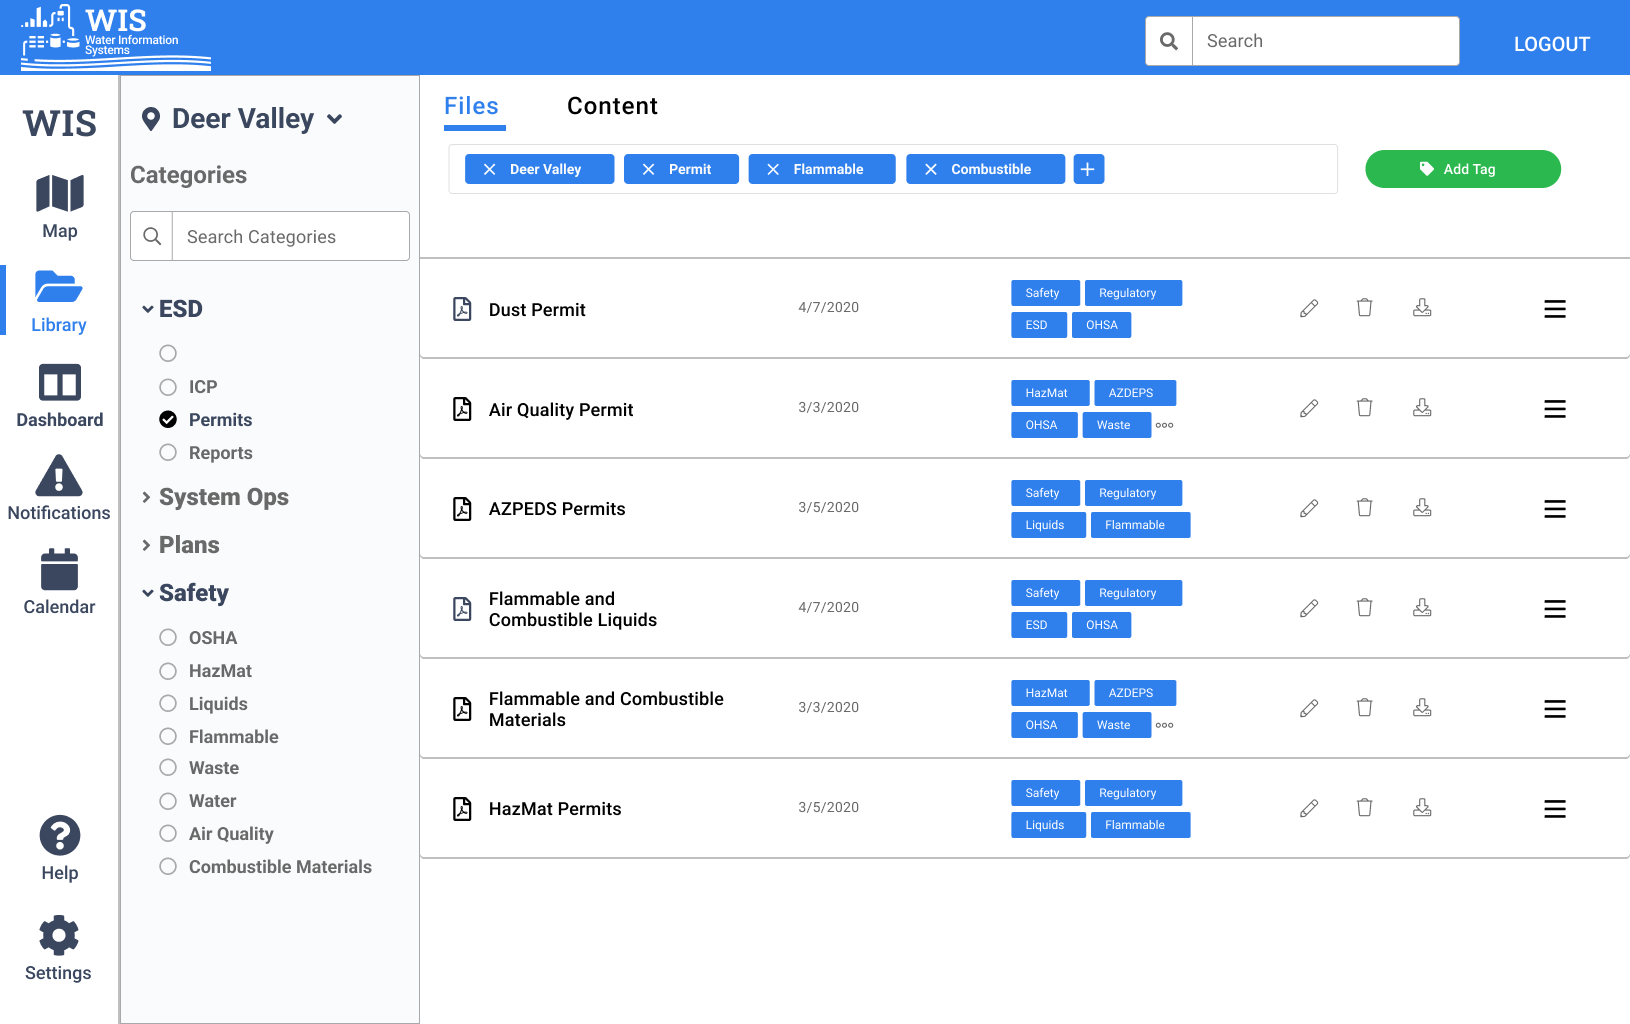 WIS
Water Information
Systems
Search
LOGOUT
WIS
Map
Library
Dashboard
Notifications
Calendar
Help
Settings
Deer Valley
Categories
Search Categories
ESD
ICP
Permits
Reports
System Ops
Plans
Safety
OSHA
HazMat
Liquids
Flammable
Waste
Water
Air Quality
Combustible Materials
Files Content
Deer Valley Permit Flammable Combustible
Add Tag
Dust Permit 4/7/2020 Safety Regulatory
ESD OHSA
Air Quality Permit 3/3/2020 HazMat AZDEPS
OHSA Waste
AZPEDS Permits 3/5/2020 Safety Regulatory
Liquids Flammable
Flammable and
Combustible Liquids
4/7/2020
Safety Regulatory
ESD OHSA
Flammable and Combustible
Materials
3/3/2020
HazMat AZDEPS
OHSA Waste
HazMat Permits 3/5/2020 Safety Regulatory
Liquids Flammable